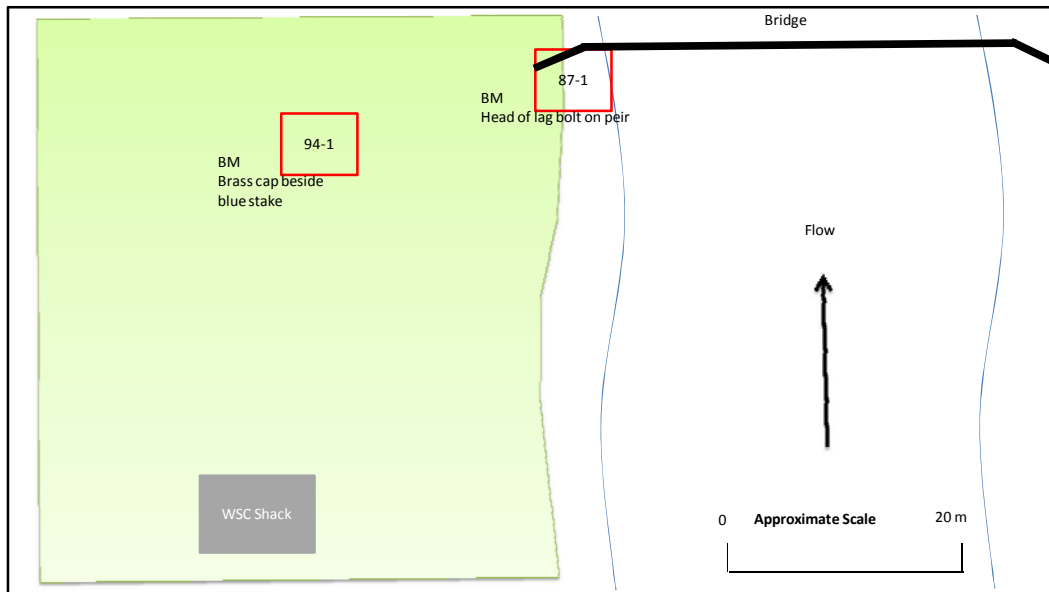 Bridge
87-1
BM
Head of lag bolt on peir
94-1
BM
Brass cap beside
blue stake
Flow
WSC Shack
0 Approximate Scale 20 m